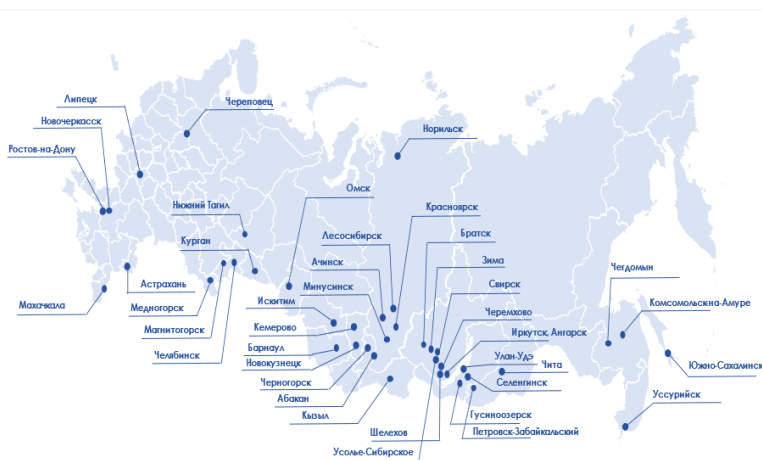 Липецк
Череповец
Новочеркасск
Норильск
Ростов-на-Дону
Омск
Нижний Тагил
Красноярск
Лесосибирск
Братск
Курган
Зима
Ачинск
Чегдомын
Астрахань
Минусинск
Свирск
Махачкала
Медногорск
Искитим
Черемхово
Комсомольскна-Амуре
Магнитогорск
Кемерово
Иркутск, Ангарск
Челябинск
Барнаул
Улан-Удэ
Новокузнецк
Чита
Южно-Сахалинск
Черногорск
Селенгинск
Абакан
Уссурийск
Кызыл
Гусиноозерск
Шелехов
Петровск-Забайкальский
Усолье-Сибирское